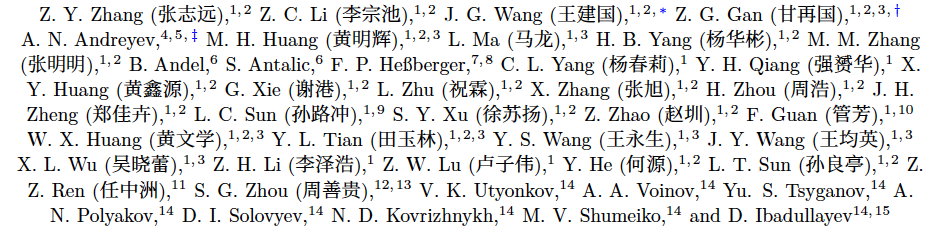 Z. Y. Zhang (张志远),1,2 Z. C. Li (李宗池),1,2 J. G. Wang (王建国),1,2,* Z. G. Gan (甘再国),1,2,3,†
A. N. Andreyev,4,5,‡ M. H. Huang (黄明辉),1,2,3 L. Ma (马龙),1,3 H. B. Yang (杨华彬),1,2 M. M. Zhang
(张明明),1,2 B. Andel,6 S. Antalic,6 F. P. Heßberger,7,8 C. L. Yang (杨春莉),1 Y. H. Qiang (强赟华),1 X.
Y. Huang (黄鑫源),1,2 G. Xie (谢港),1,2 L. Zhu (祝霖),1,2 X. Zhang (张旭),1,2 H. Zhou (周浩),1,2 J. H.
Zheng (郑佳卉),1,2 L. C. Sun (孙路冲),1,9 S. Y. Xu (徐苏扬),1,2 Z. Zhao (赵圳),1,2 F. Guan (管芳),1,10
W. X. Huang (黄文学),1,2,3 Y. L. Tian (田玉林),1,2,3 Y. S. Wang (王永生),1,3 J. Y. Wang (王均英),1,3
X. L. Wu (吴晓蕾),1,3 Z. H. Li (李泽浩),1 Z. W. Lu (卢子伟),1 Y. He (何源),1,2 L. T. Sun (孙良亭),1,2 Z.
Z. Ren (任中洲),11 S. G. Zhou (周善贵),12,13 V. K. Utyonkov,14 A. A. Voinov,14 Yu. S. Tsyganov,14 A.
N. Polyakov,14 D. I. Solovyev,14 N. D. Kovrizhnykh,14 M. V. Shumeiko,14 and D. Ibadullayev14,15